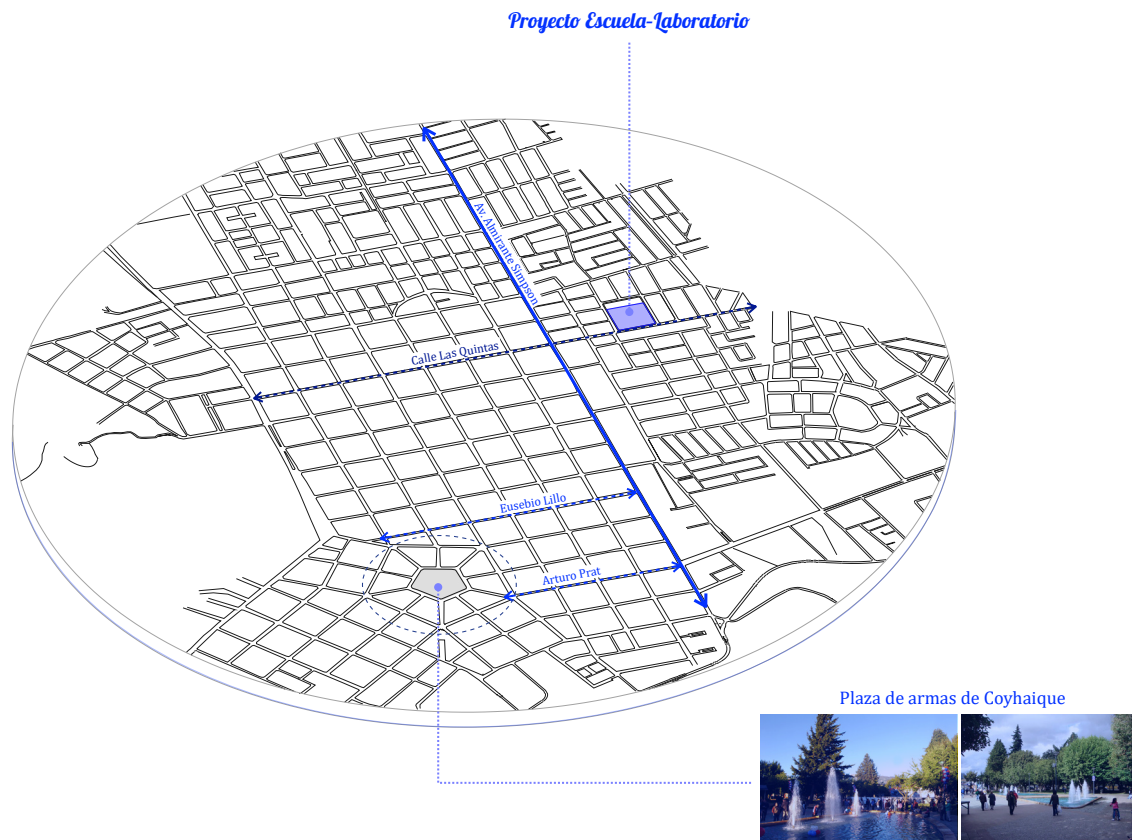 Proyecto Escuela-Laboratorio
Av. Almirante Simpson
Calle Las Quintas
Eusebio Lillo
Arturo Prat
Plaza de armas de Coyhaique